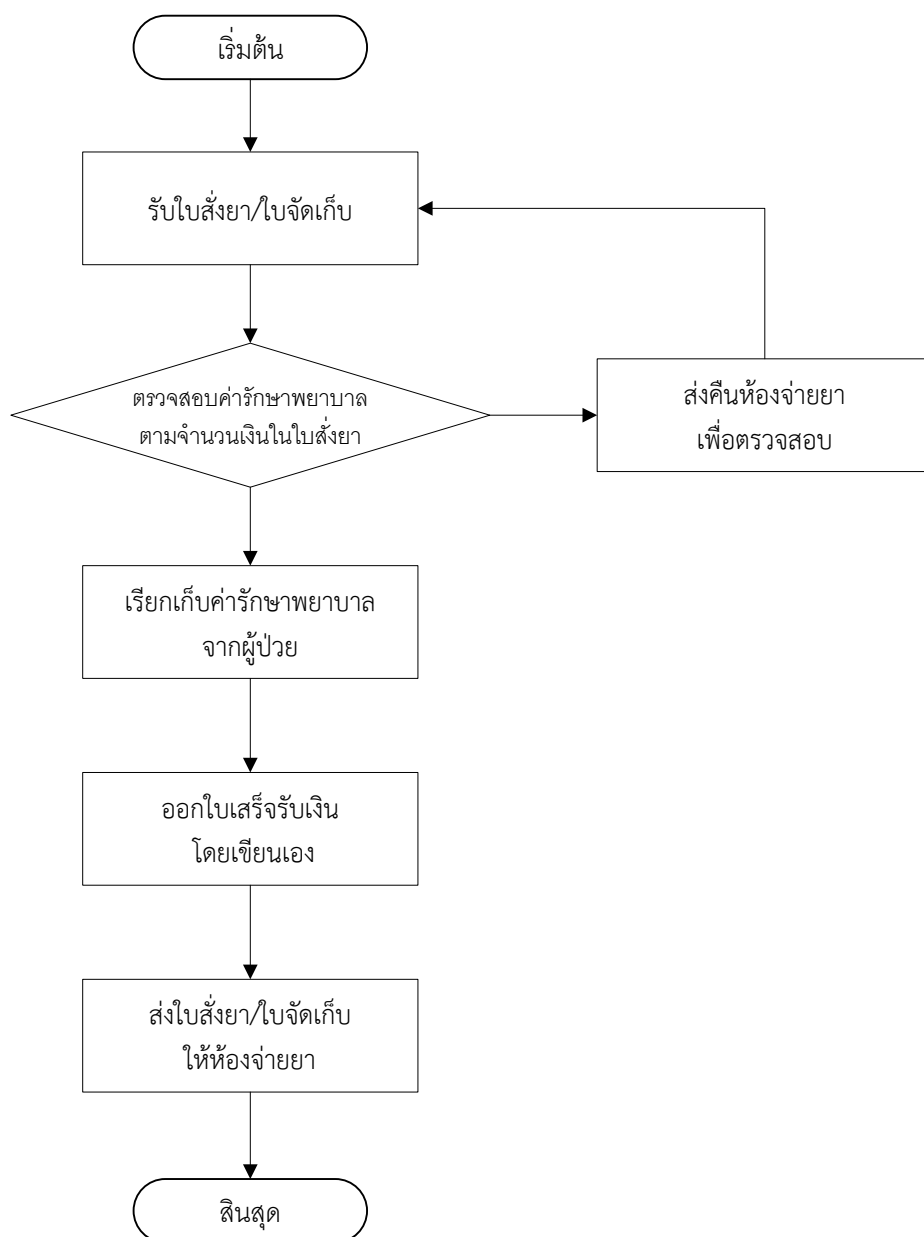 เริ่มต้น
รับใบสั่งยา/ใบจัดเก็บ
ตรวจสอบค่ารักษาพยาบาล
ตามจำนวนเงินในใบสั่งยา
ส่งคืนห้องจ่ายยา
เพื่อตรวจสอบ
เรียกเก็บค่ารักษาพยาบาล
จากผู้ป่วย
ออกใบเสร็จรับเงิน
โดยเขียนเอง
ส่งใบสั่งยา/ใบจัดเก็บ
ให้ห้องจ่ายยา
สินสุด